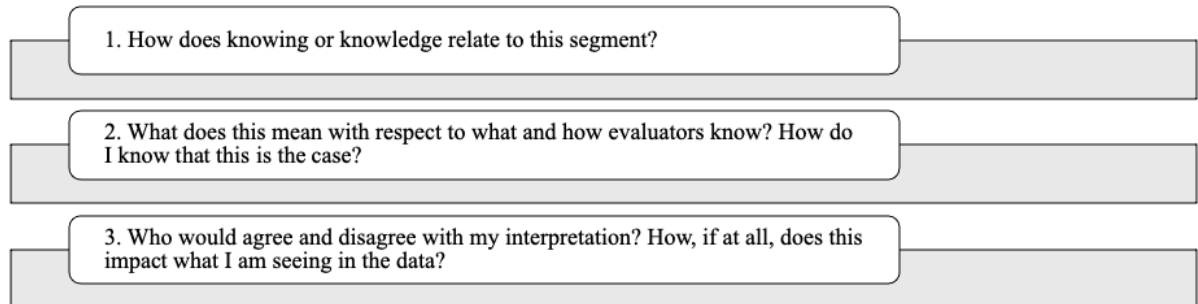 1. How does knowing or knowledge relate to this segment?
2. What does this mean with respect to what and how evaluators know? How do
I know that this is the case?
3. Who would agree and disagree with my interpretation? How, if at all, does this
impact what I am seeing in the data?